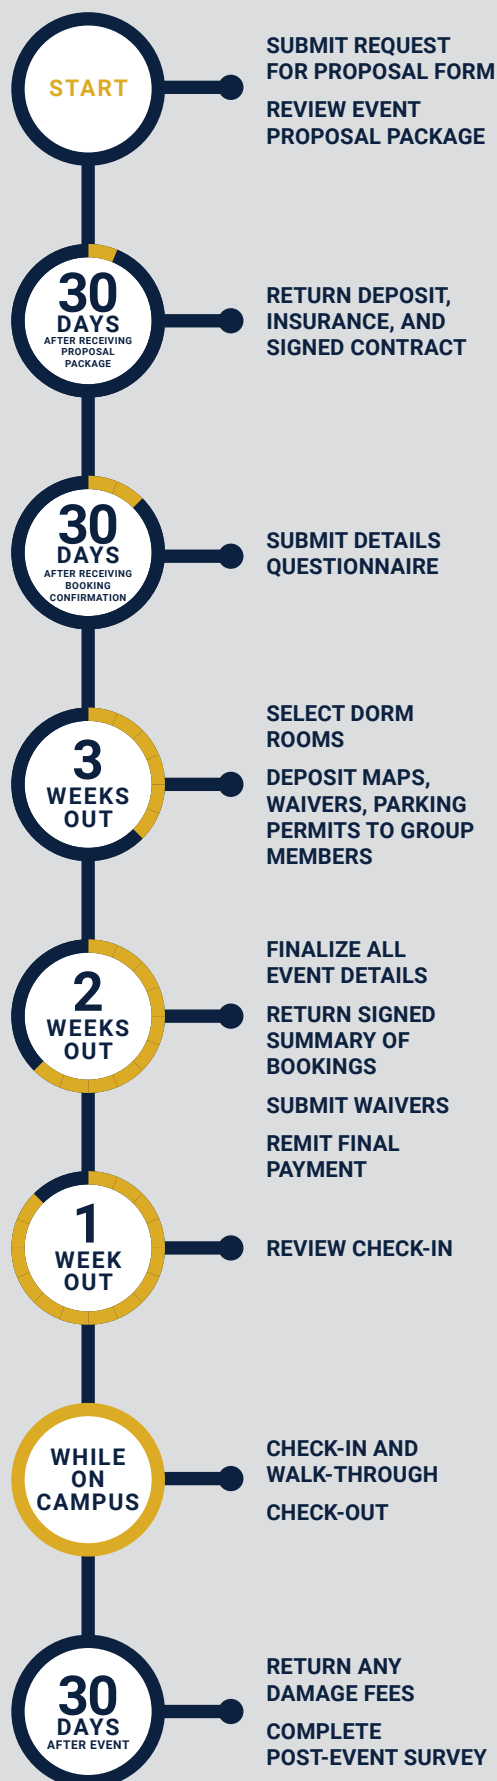 START
SUBMIT REQUEST
FOR PROPOSAL FORM
REVIEW EVENT
PROPOSAL PACKAGE
30
DAYS
AFTER RECEIVING
PROPOSAL
PACKAGE
RETURN DEPOSIT,
INSURANCE, AND
SIGNED CONTRACT
30
DAYS
AFTER RECEIVING
BOOKING
CONFIRMATION
SUBMIT DETAILS
QUESTIONNAIRE
3
WEEKS
OUT
SELECT DORM
ROOMS
DEPOSIT MAPS,
WAIVERS, PARKING
PERMITS TO GROUP
MEMBERS
2
WEEKS
OUT
FINALIZE ALL
EVENT DETAILS
RETURN SIGNED
SUMMARY OF
BOOKINGS
SUBMIT WAIVERS
REMIT FINAL
PAYMENT
1
WEEK
OUT
REVIEW CHECK-IN
WHILE
ON
CAMPUS
CHECK-IN AND
WALK-THROUGH
CHECK-OUT
30
DAYS
AFTER EVENT
RETURN ANY
DAMAGE FEES
COMPLETE
POST-EVENT SURVEY